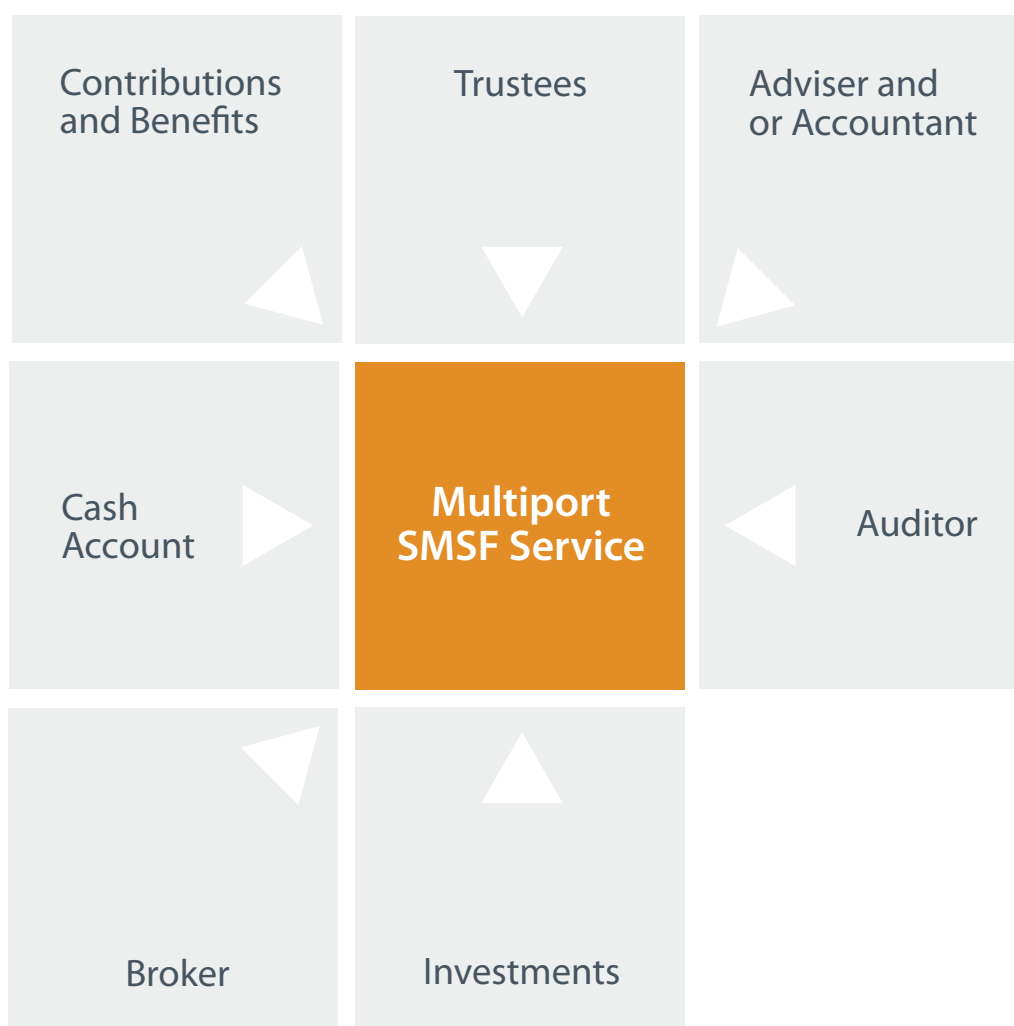 Contributions
and Benefits
Trustees
Adviser and
or Accountant
Cash
Account
Multiport
SMSF Service
Auditor
Broker
Investments